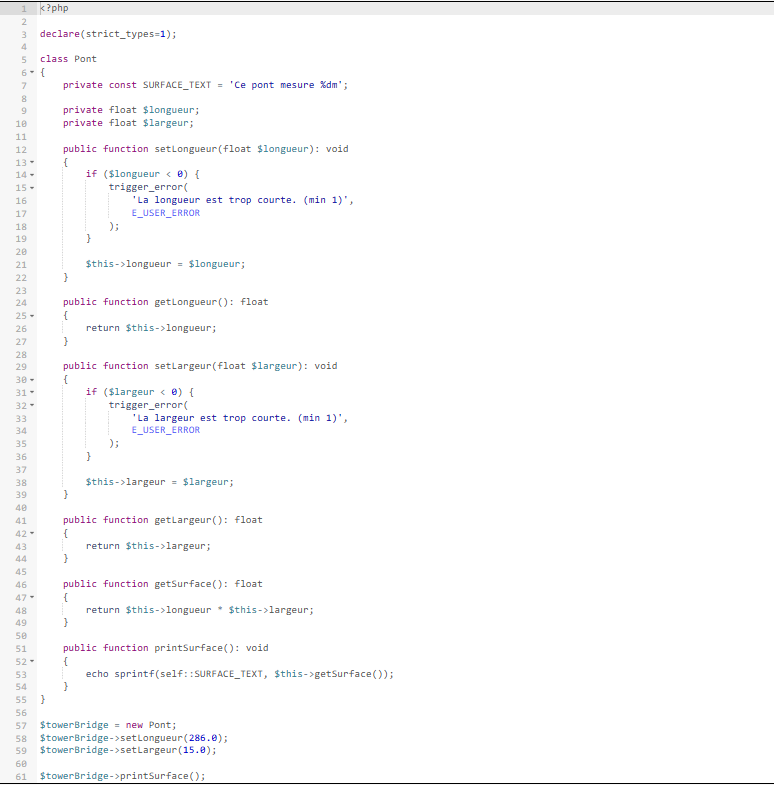 1 <?php
2
3 declare(strict_types=1);
4
5 class Pont
6 {
7     private const SURFACE_TEXT = 'Ce pont mesure %dm';
8
9     private float $longueur;
10     private float $largeur;
11
12     public function setLongueur(float $longueur): void
13     {
14         if ($longueur < 0) {
15             trigger_error(
16                 'La longueur est trop courte. (min 1)',
17                 E_USER_ERROR
18             );
19         }
20
21         $this->longueur = $longueur;
22     }
23
24     public function getLongueur(): float
25     {
26         return $this->longueur;
27     }
28
29     public function setLargeur(float $largeur): void
30     {
31         if ($largeur < 0) {
32             trigger_error(
33                 'La largeur est trop courte. (min 1)',
34                 E_USER_ERROR
35             );
36         }
37
38         $this->largeur = $largeur;
39     }
40
41     public function getLargeur(): float
42     {
43         return $this->largeur;
44     }
45
46     public function getSurface(): float
47     {
48         return $this->longueur * $this->largeur;
49     }
50
51     public function printSurface(): void
52     {
53         echo sprintf(self::SURFACE_TEXT, $this->getSurface());
54     }
55 }
56
57 $towerBridge = new Pont;
58 $towerBridge->setLongueur(286.0);
59 $towerBridge->setLargeur(15.0);
60
61 $towerBridge->printSurface();